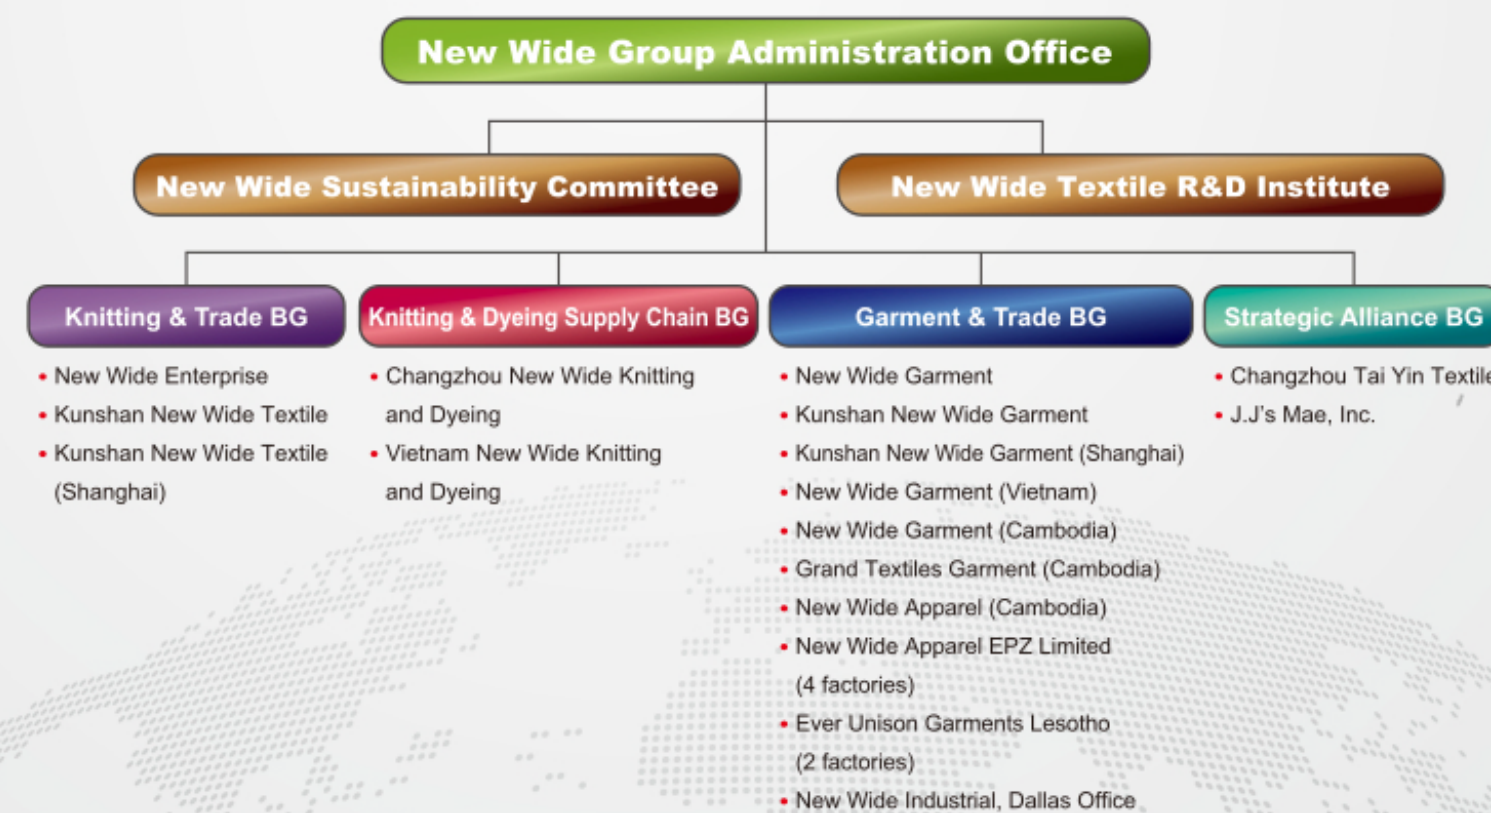 New Wide Group Administration Office
New Wide Sustainability Committee
New Wide Textile R&D Institute
Knitting & Trade BG
• New Wide Enterprise
• Kunshan New Wide Textile
• Kunshan New Wide Textile
(Shanghai)
Knitting & Dyeing Supply Chain BG
• Changzhou New Wide Knitting
and Dyeing
• Vietnam New Wide Knitting
and Dyeing
Garment & Trade BG
• New Wide Garment
• Kunshan New Wide Garment
• Kunshan New Wide Garment (Shanghai)
• New Wide Garment (Vietnam)
• New Wide Garment (Cambodia)
• Grand Textiles Garment (Cambodia)
• New Wide Apparel (Cambodia)
• New Wide Apparel EPZ Limited
(4 factories)
• Ever Unison Garments Lesotho
(2 factories)
• New Wide Industrial, Dallas Office
Strategic Alliance BG
• Changzhou Tai Yin Textile
• J.J's Mae, Inc.